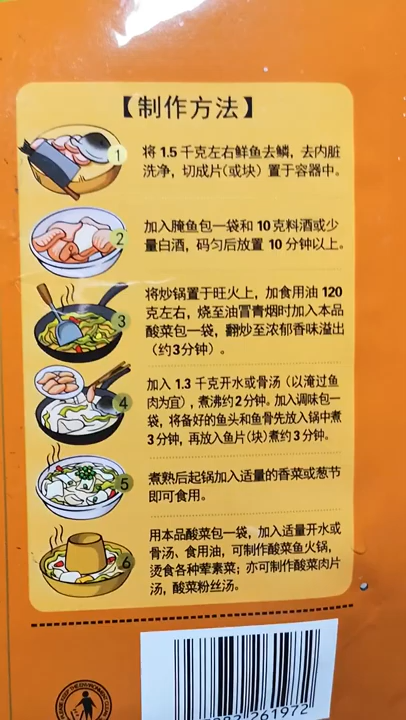 【制作方法】
1
将 1.5 千克左右鲜鱼去鳞，去内脏
洗净，切成片(或块) 置于容器中。
2
加入腌鱼包一袋和 10 克料酒或少
量白酒，码匀后放置 10 分钟以上。
3
将炒锅置于旺火上，加食用油 120
克左右，烧至油冒青烟时加入本品
酸菜包一袋，翻炒至浓郁香味溢出
（约3分钟）。
4
加入 1.3 千克开水或骨汤（以淹过鱼
肉为宜），煮沸约2分钟。加入调味包一
袋，将备好的鱼头和鱼骨先放入锅中煮
3 分钟，再放入鱼片(块)煮约 3 分钟。
5
煮熟后起锅加入适量的香菜或葱节
即可食用。
6
用本品酸菜包一袋，加入适量开水或
骨汤、食用油，可制作酸菜鱼火锅，
烫食各种荤素菜；亦可制作酸菜肉片
汤，酸菜粉丝汤。
261972